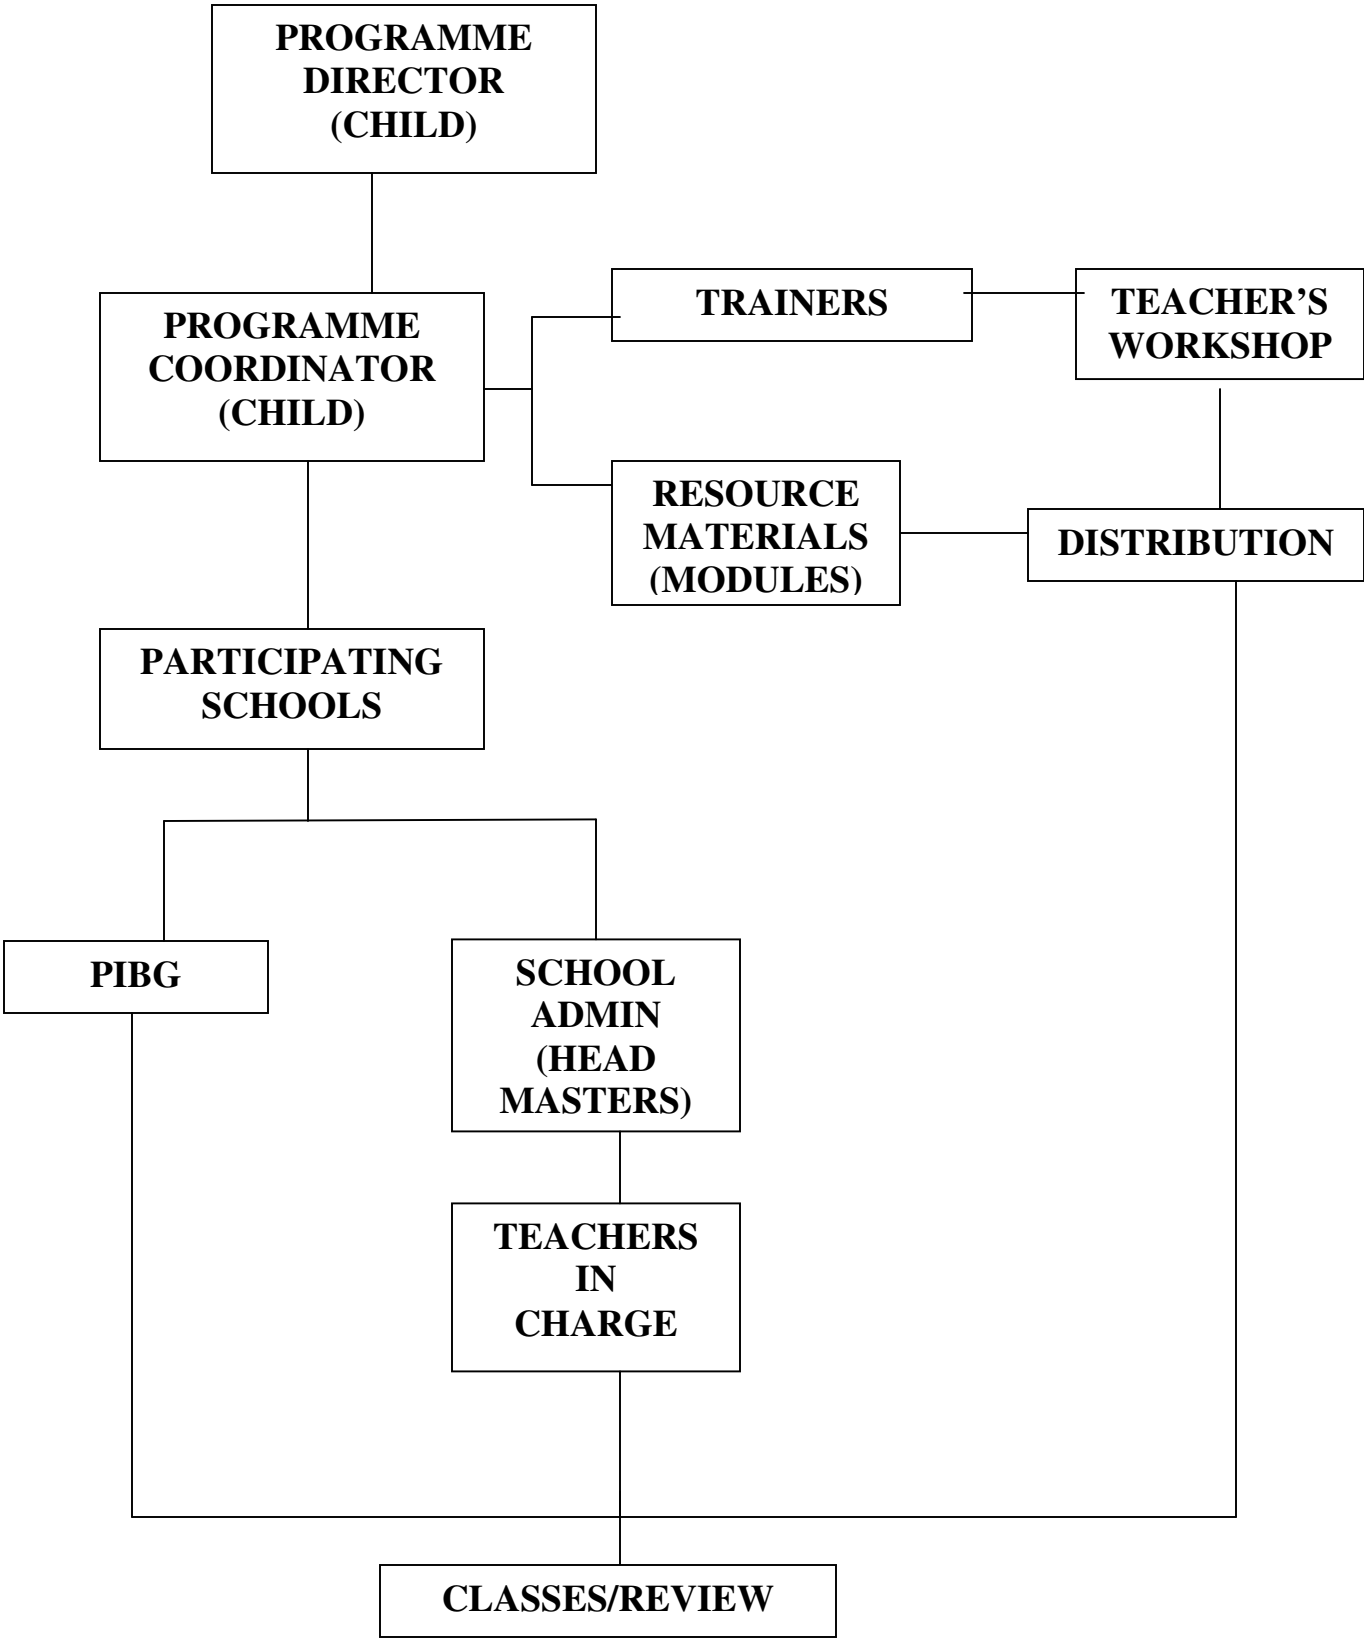 PROGRAMME
DIRECTOR
(CHILD)
PROGRAMME
COORDINATOR
(CHILD)
TRAINERS
TEACHER’S
WORKSHOP
RESOURCE
MATERIALS
(MODULES)
DISTRIBUTION
PARTICIPATING
SCHOOLS
PIBG
SCHOOL
ADMIN
(HEAD
MASTERS)
TEACHERS
IN
CHARGE
CLASSES/REVIEW